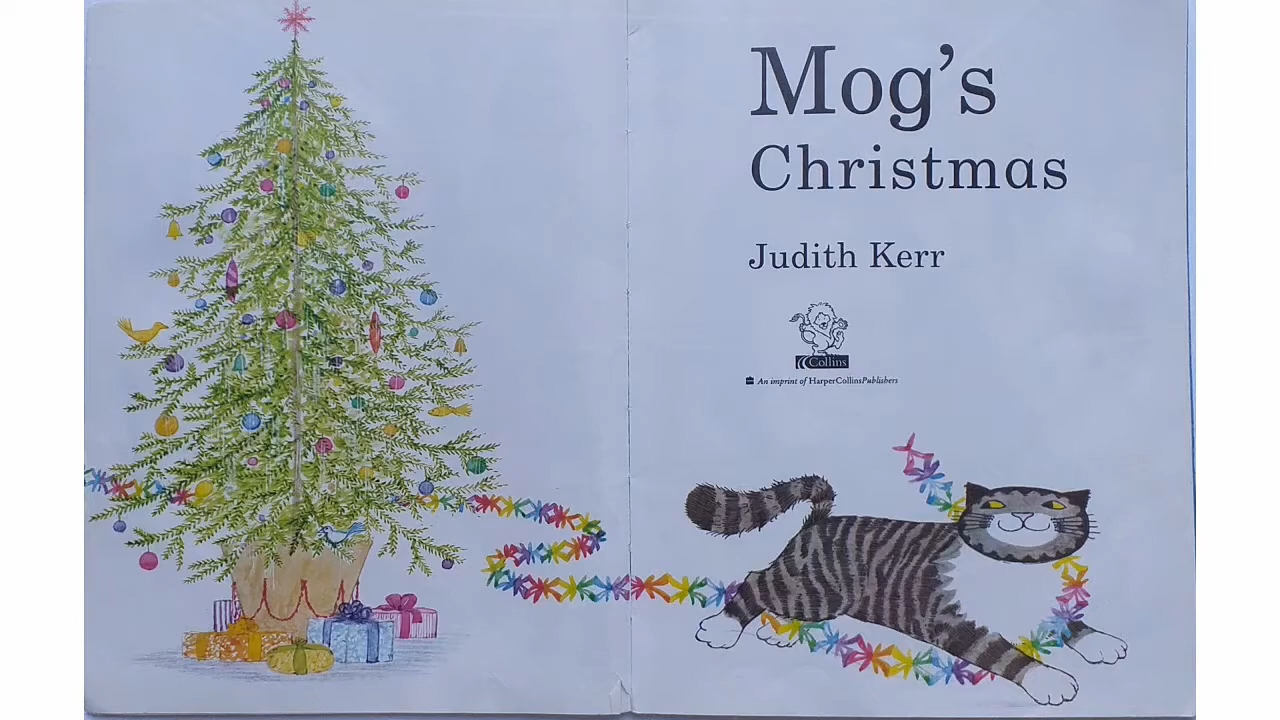 Mog's
Christmas
Judith Kerr
Collins
An imprint of HarperCollinsPublishers